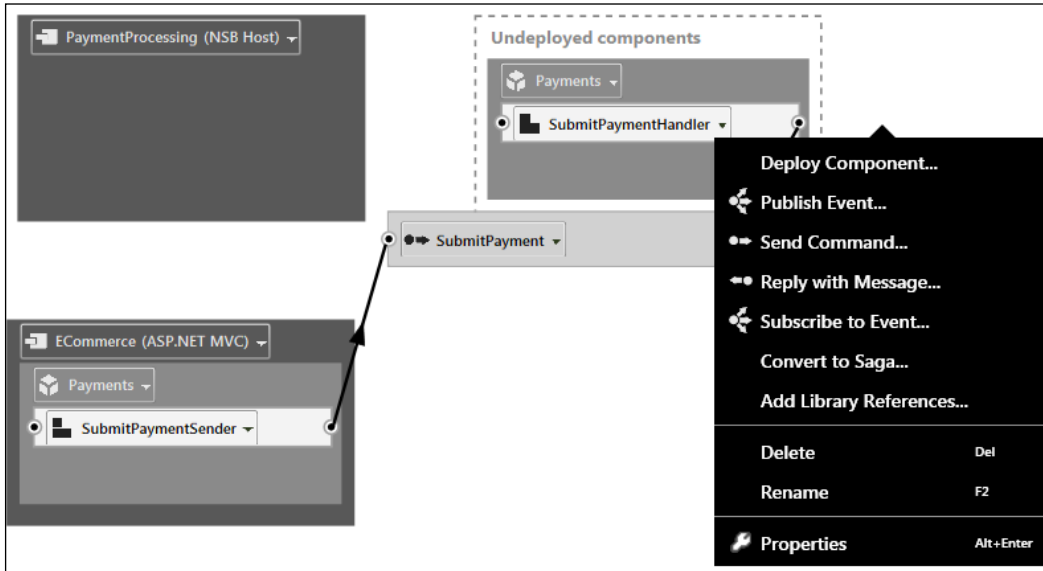 PaymentProcessing (NSB Host)
Undeployed components
Payments
SubmitPaymentHandler
SubmitPayment
ECommerce (ASP.NET MVC)
Payments
SubmitPaymentSender
Deploy Component...
Publish Event...
Send Command...
Reply with Message...
Subscribe to Event...
Convert to Saga...
Add Library References...
Delete Del
Rename F2
Properties Alt+Enter